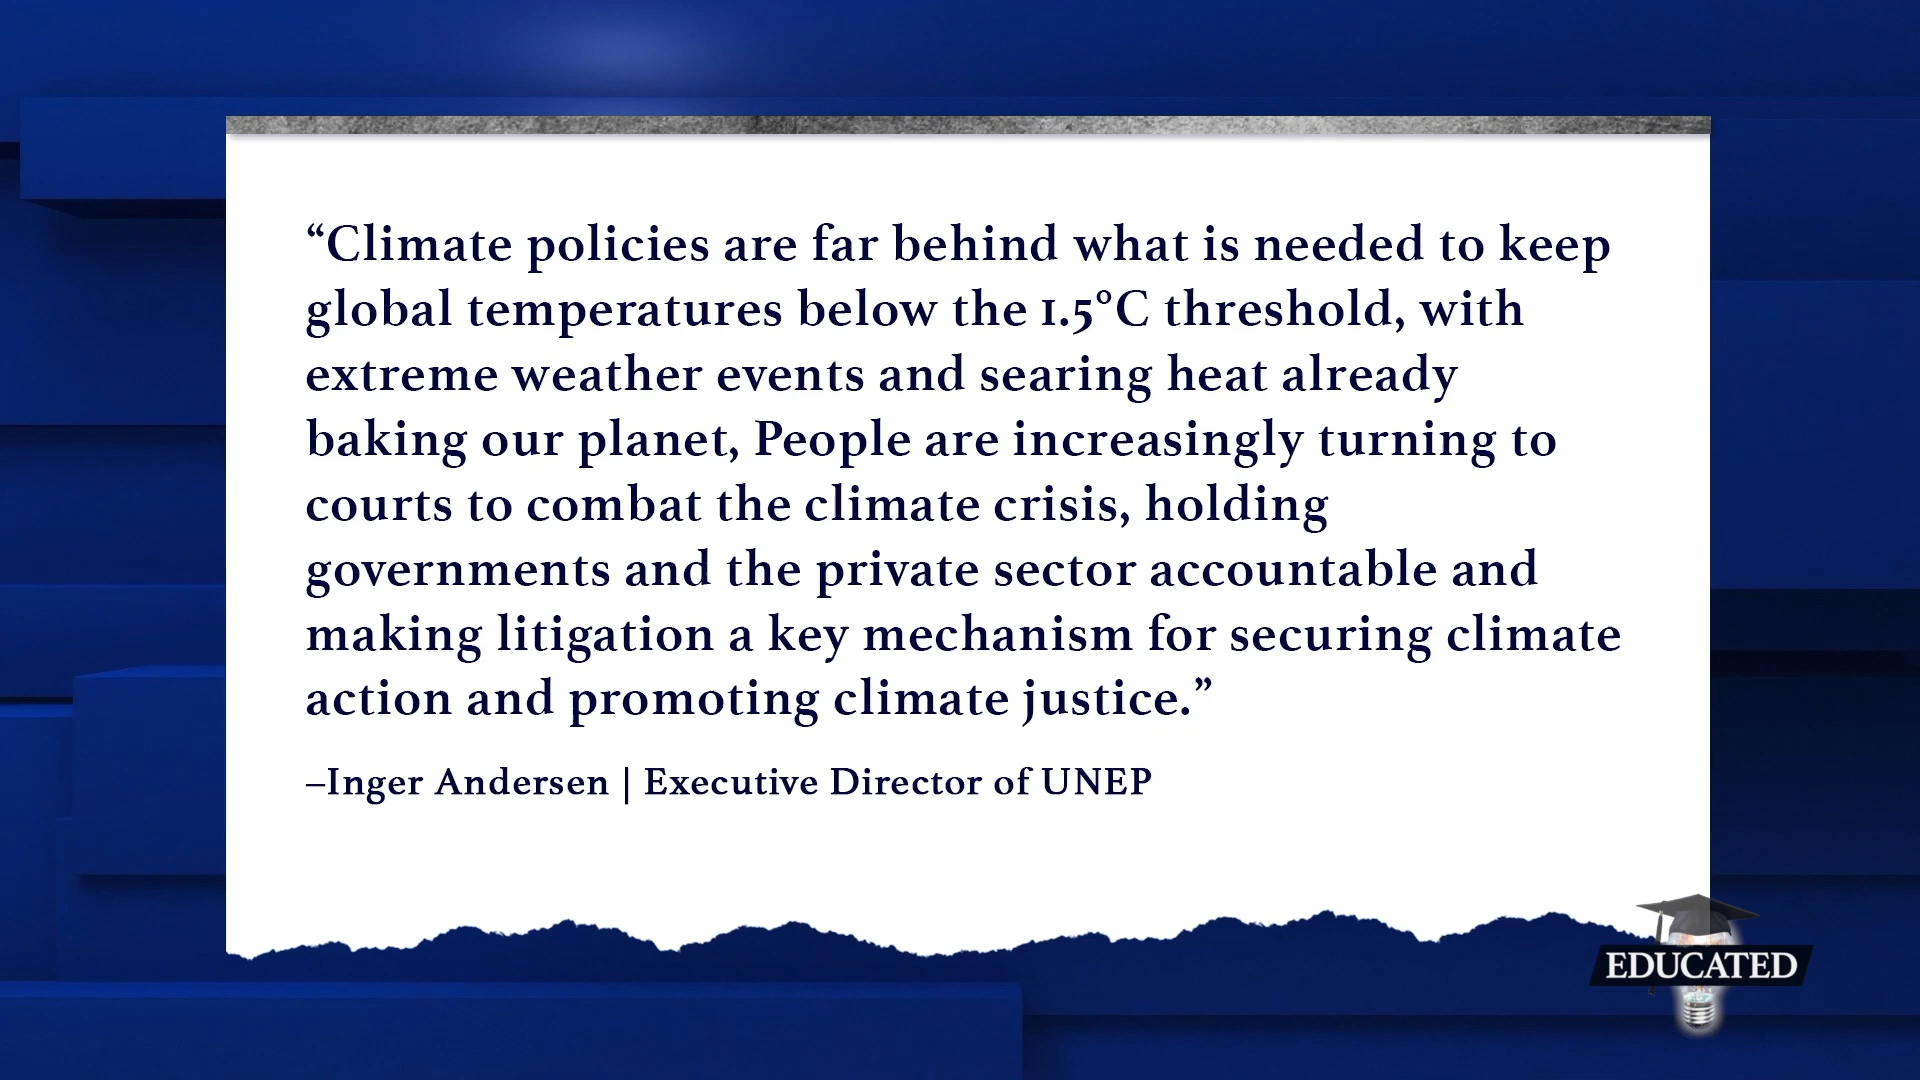 “Climate policies are far behind what is needed to keep
global temperatures below the 1.5°C threshold, with
extreme weather events and searing heat already
baking our planet, People are increasingly turning to
courts to combat the climate crisis, holding
governments and the private sector accountable and
making litigation a key mechanism for securing climate
action and promoting climate justice.”
–Inger Andersen | Executive Director of UNEP
EDUCATED